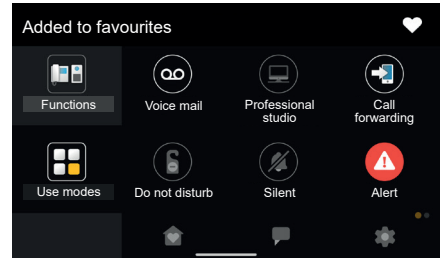 Added to favourites
Functions
Voice mail
Professional
studio
Call
forwarding
Use modes
Do not disturb
Silent
Alert